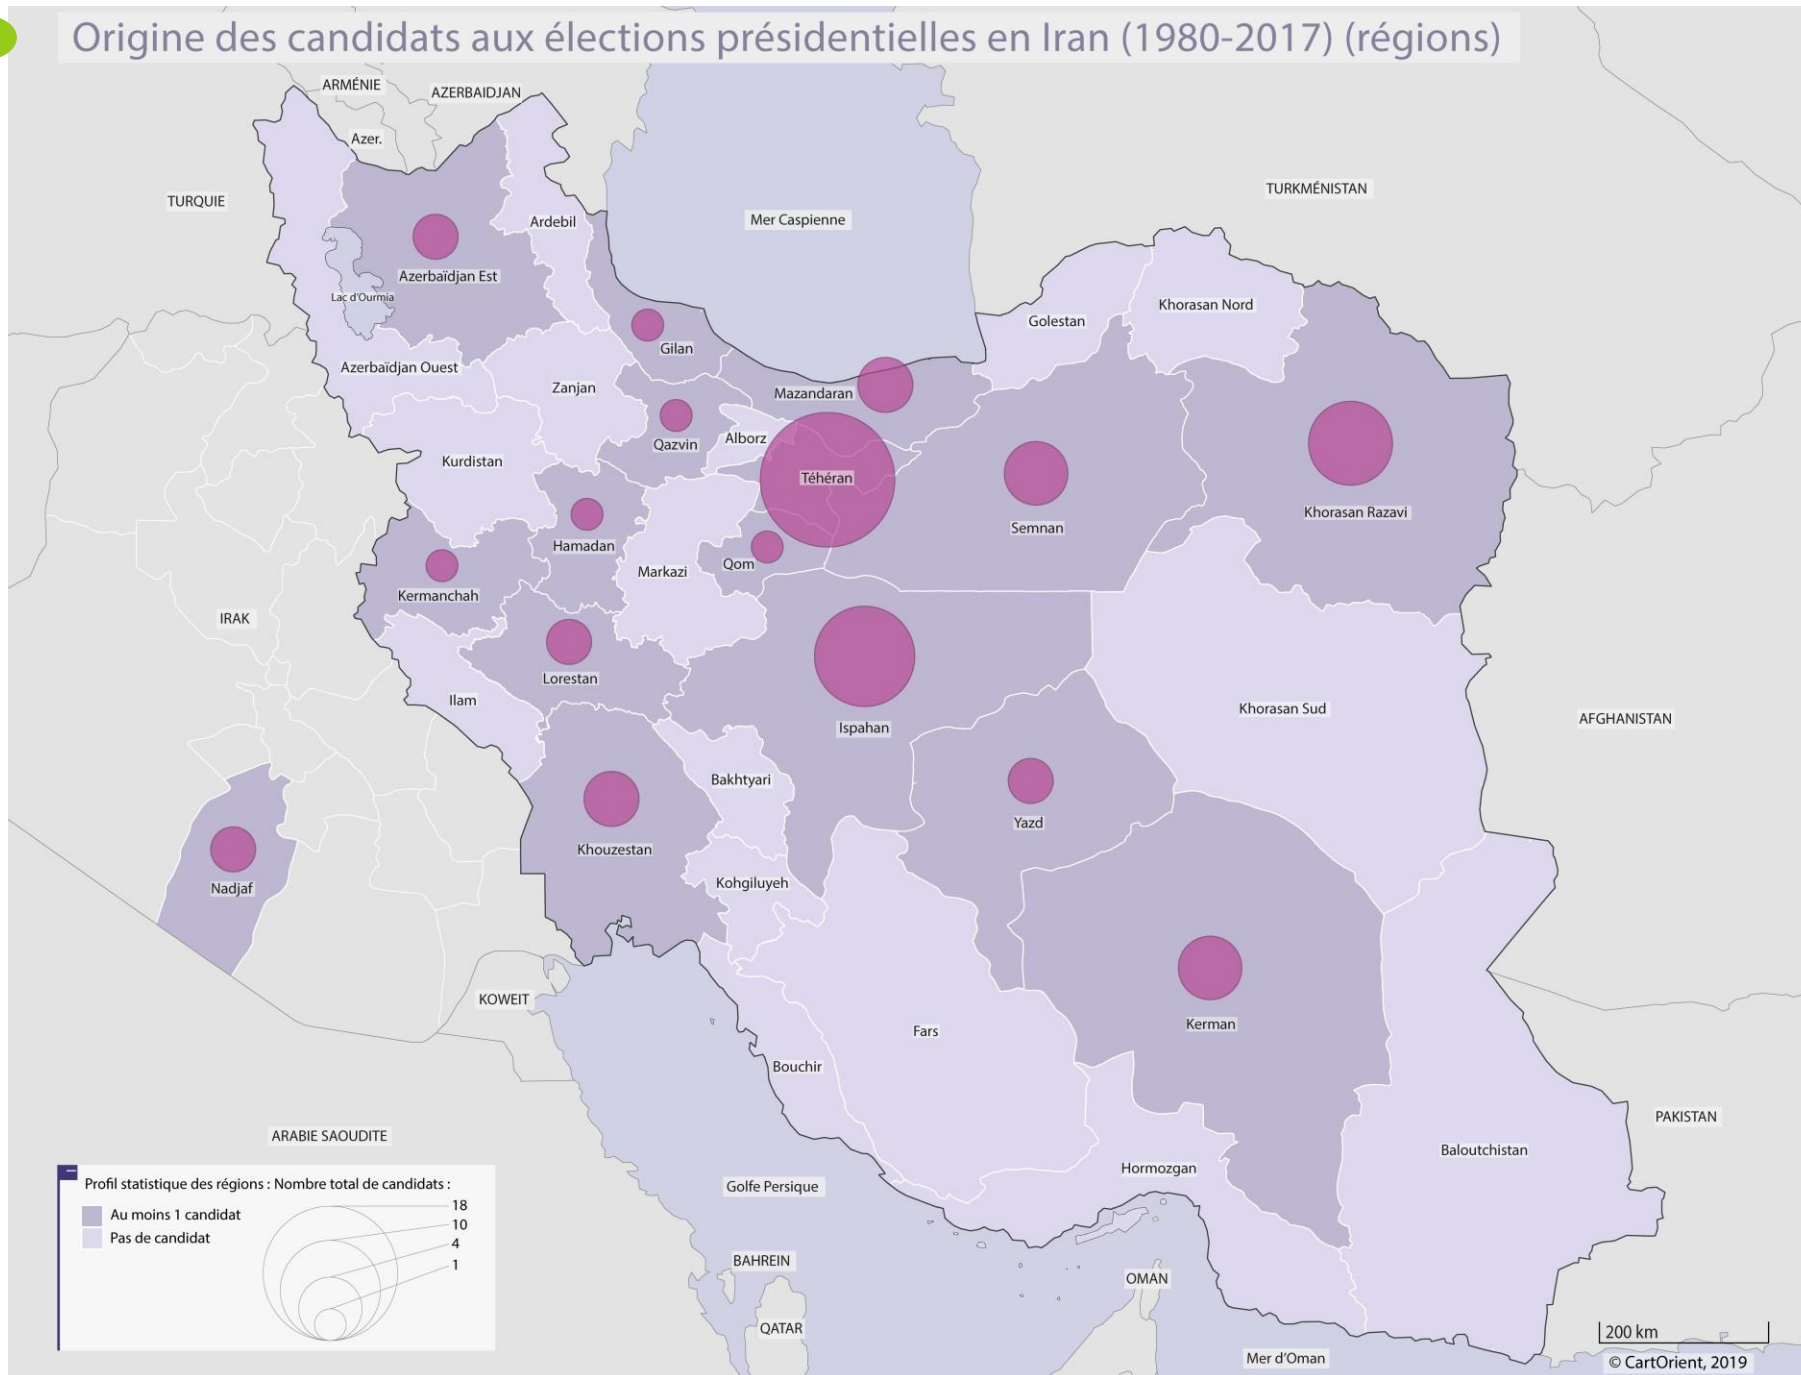 Origine des candidats aux élections présidentielles en Iran (1980-2017) (régions)
ARMÉNIE
AZERBAIDJAN
Azer.
TURQUIE
TURKMÉNISTAN
Mer Caspienne
Ardebil
Azerbaïdjan Est
Lac d'Ourmia
Khorasan Nord
Golestan
Gilan
Azerbaïdjan Ouest
Zanjan
Mazandaran
Qazvin
Alborz
Kurdistan
Téhéran
Khorasan Razavi
Semnan
Hamadan
Qom
Markazi
Kermanchah
IRAK
Lorestan
Ilam
Khorasan Sud
AFGHANISTAN
Ispahan
Bakhtyari
Yazd
Khouzestan
Kohgiluyeh
Nadjaf
KOWEIT
Kerman
Fars
Bouchir
PAKISTAN
ARABIE SAOUDITE
Baloutchistan
Hormozgan
Golfe Persique
Profil statistique des régions : Nombre total de candidats :
18
Au moins 1 candidat
10
Pas de candidat
4
1
BAHREIN
OMAN
QATAR
200 km
Mer d'Oman
© CartOrient, 2019